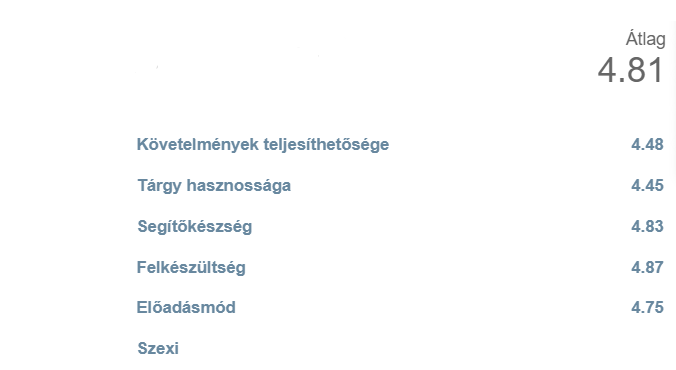 Átlag
4.81
Követelmények teljesíthetősége 4.48
Tárgy hasznossága 4.45
Segítőkészség 4.83
Felkészültség 4.87
Előadásmód 4.75
Szexi